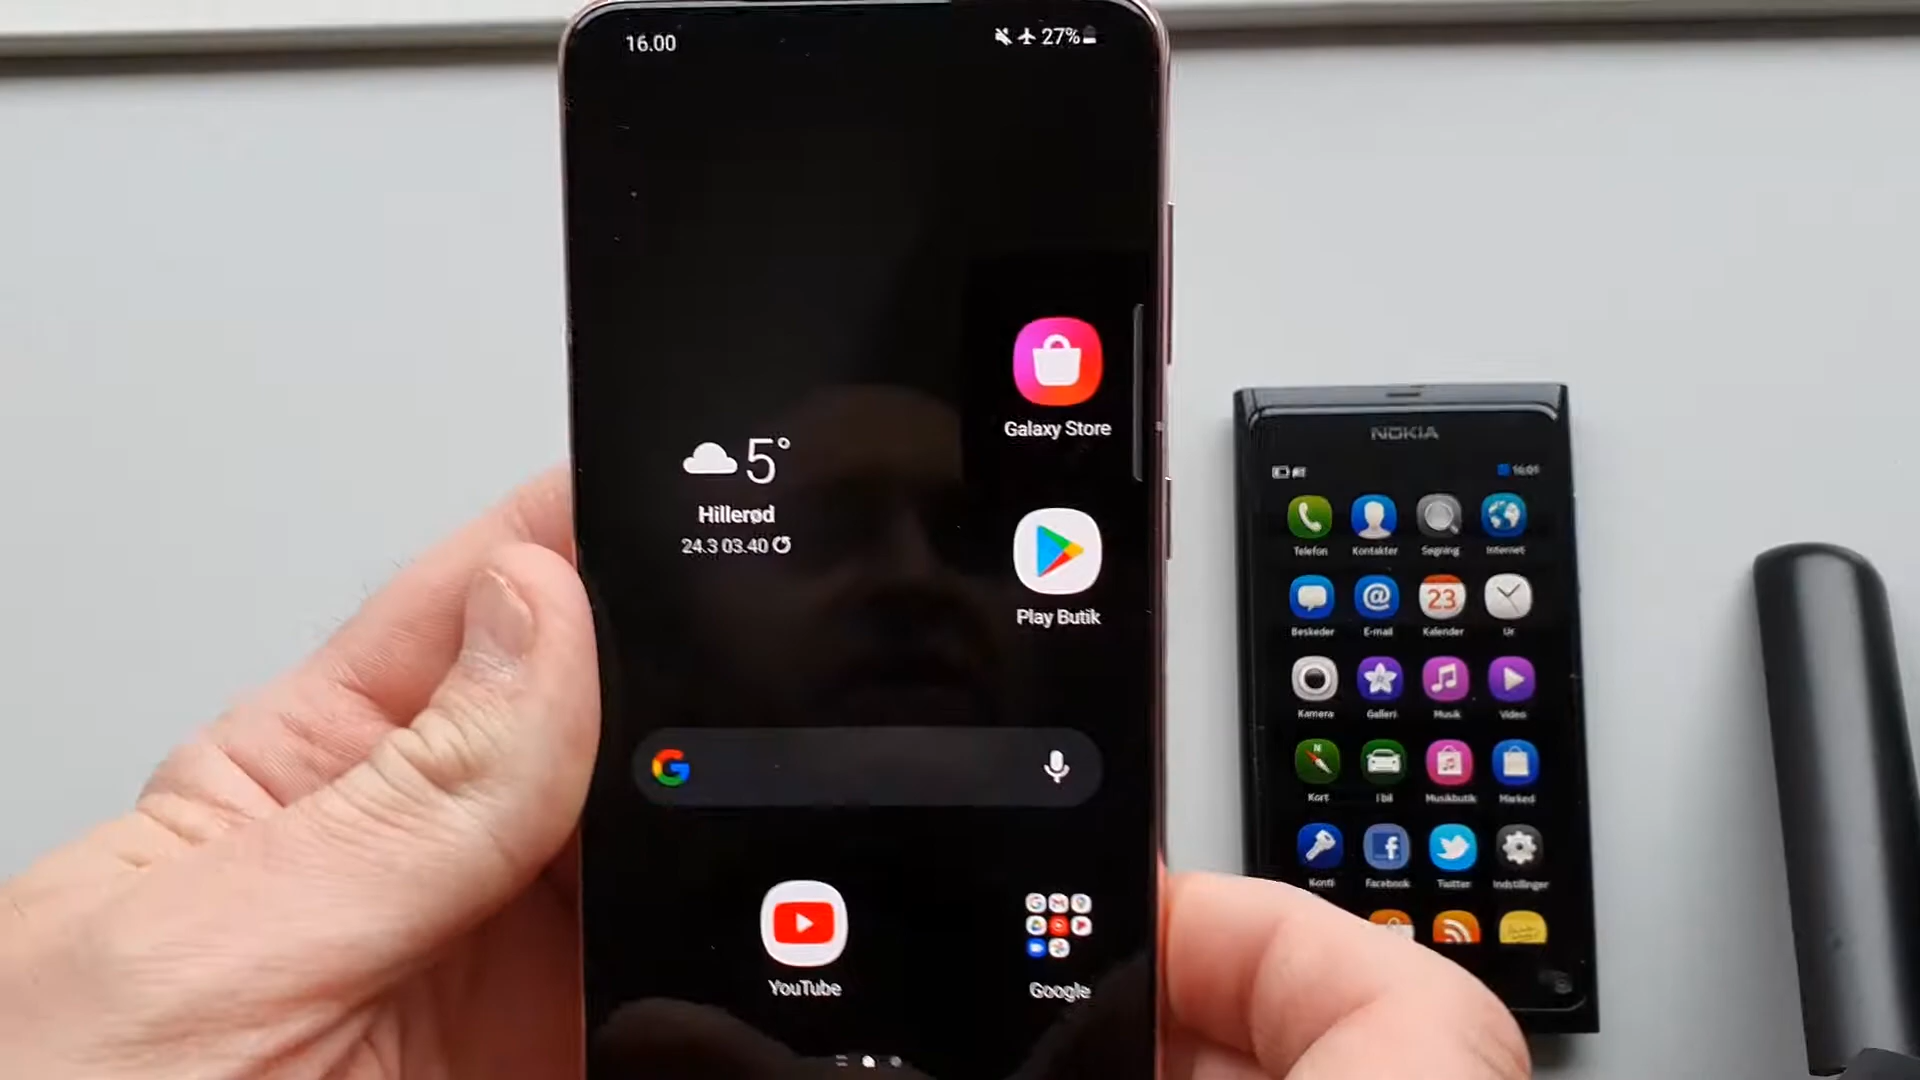 16.00
27%
Galaxy Store
5°
Hillerød
24.3 03.40
Play Butik
YouTube
Google
NOKIA
16:01
Telefon
Kontakter
Søgning
Internet
Beskeder
E-mail
23
Kalender
Ur
Kamera
Galleri
Musik
Video
N
Kort
I bil
Musikbutik
Marked
Konti
Facebook
Twitter
Indstillinger